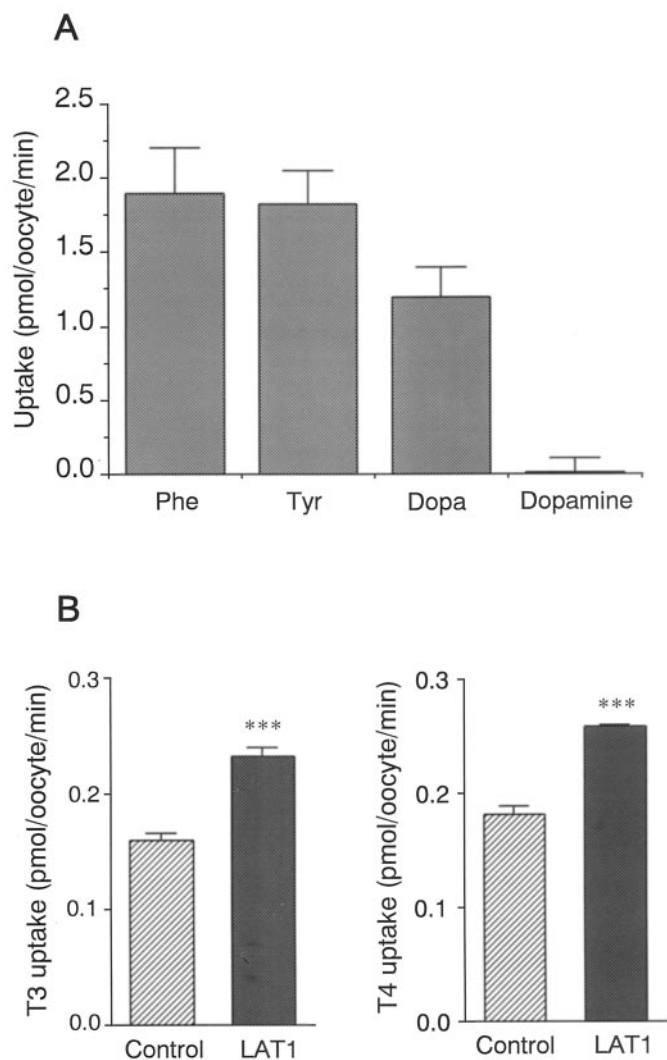 A
Uptake (pmol/oocyte/min)
2.5
2.0
1.5
1.0
0.5
0.0
Phe Tyr Dopa Dopamine
B
T3 uptake (pmol/oocyte/min)
0.3
0.2
0.1
0.0
***
Control LAT1
T4 uptake (pmol/oocyte/min)
0.3
0.2
0.1
0.0
***
Control LAT1